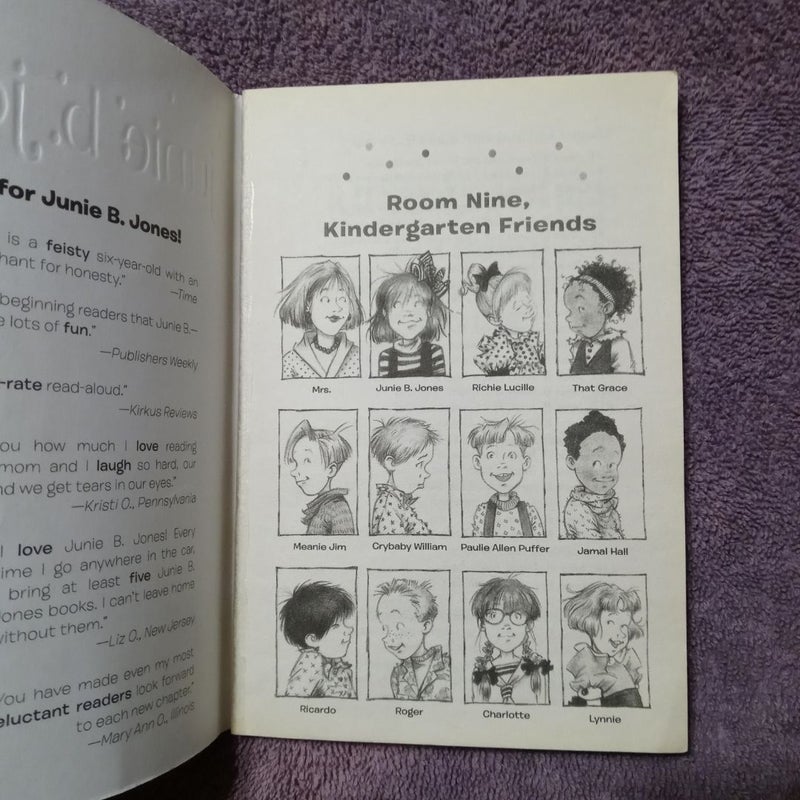 for Junie B. Jones!
is a feisty six-year-old with an
hant for honesty."
—Time
beginning readers that Junie B.—
e lots of fun."
—Publishers Weekly
-rate read-aloud."
—Kirkus Reviews
ou how much I love reading
mom and I laugh so hard, our
nd we get tears in our eyes."
—Kristi O., Pennsylvania
I love Junie B. Jones! Every
ime I go anywhere in the car,
bring at least five Junie B.
ones books. I can't leave home
without them."
—Liz O., New Jersey
You have made even my most
eluctant readers look forward
to each new chapter."
—Mary Ann O., Illinois
Room Nine,
Kindergarten Friends
Mrs.
Junie B. Jones
Richie Lucille
That Grace
Meanie Jim
Crybaby William
Paulie Allen Puffer
Jamal Hall
Ricardo
Roger
Charlotte
Lynnie